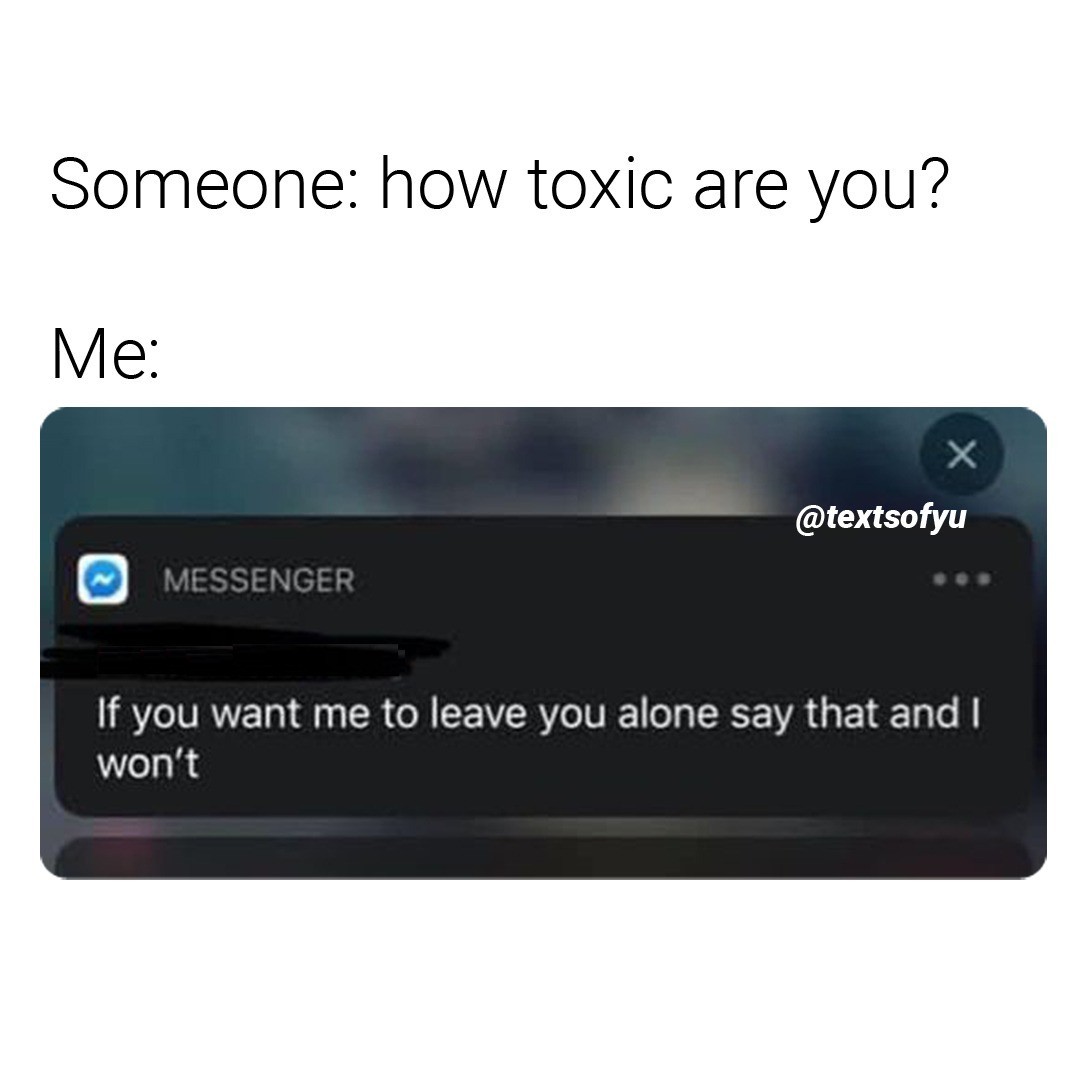 Someone: how toxic are you?
Me:
@textsofyu
MESSENGER
If you want me to leave you alone say that and I
won't